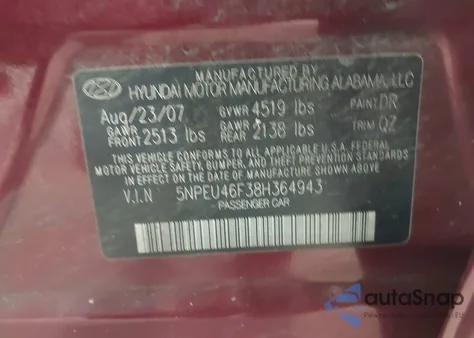 MANUFACTURED BY
HYUNDAI MOTOR MANUFACTURING ALABAMA, LLC
Aug/23/07 GVWR 4519 lbs PAINT DR
GAWR FRONT 2513 lbs GAWR REAR 2138 lbs TRIM QZ
THIS VEHICLE CONFORMS TO ALL APPLICABLE U.S. FEDERAL
MOTOR VEHICLE SAFETY, BUMPER, AND THEFT PREVENTION
STANDARDS IN EFFECT ON THE DATE OF MANUFACTURE
SHOWN ABOVE.
V.I.N 5NPEU46F38H364943
PASSENGER CAR
autaSnap